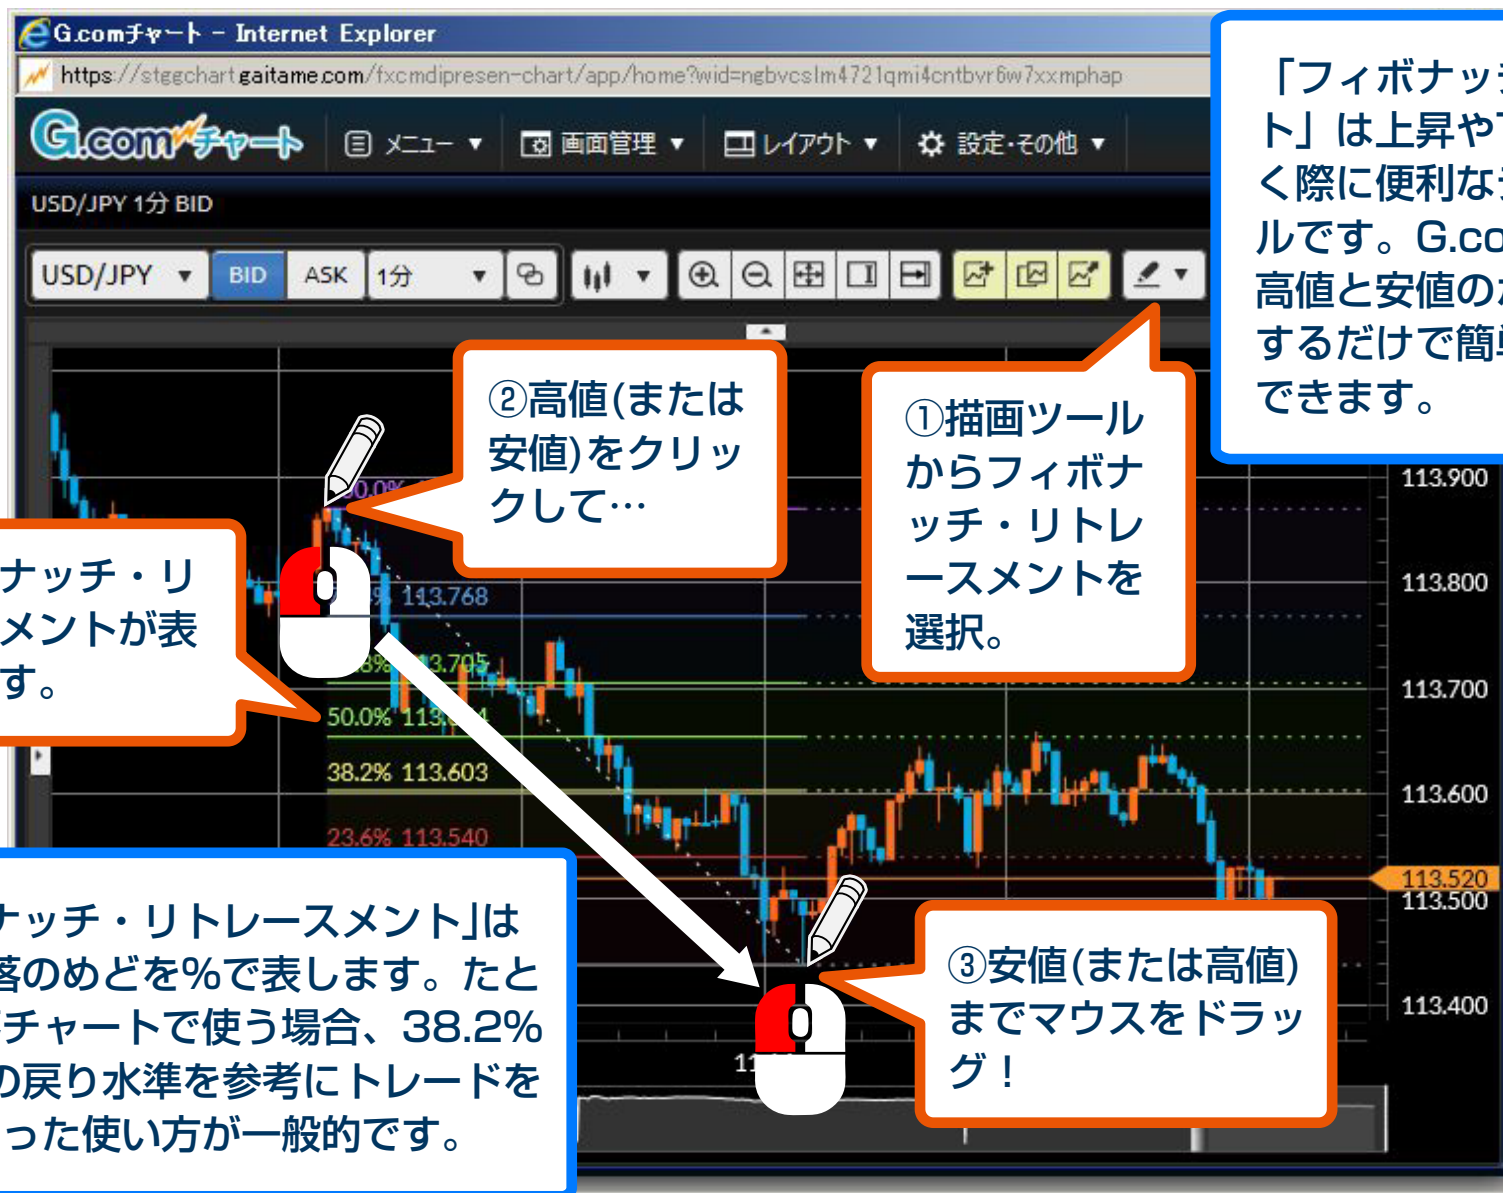 G.comチャート - Internet Explorer
https://steechart.gaitame.com/fxcmdipresen-chart/app/home?wid=ngbvcslm4721qmi4cntbvr6w7xxmphap
G.comチャート メニュー ▼ 画面管理 ▼ レイアウト ▼ 設定・その他 ▼
USD/JPY 1分 BID
USD/JPY ▼ BID ASK 1分 ▼
「フィボナッ
ト」は上昇や
く際に便利な
ルです。G.co
高値と安値の
するだけで簡
できます。
①描画ツール
からフィボナ
ッチ・リトレ
ースメントを
選択。
②高値(または
安値)をクリッ
クして…
ナッチ・リ
メントが表
す。
113.768
50.0%
38.2% 113.603
23.6% 113.540
113.900
113.800
113.700
113.600
113.520
113.500
113.400
③安値(または高値)
までマウスをドラッ
グ！
ナッチ・リトレースメント」は
落のめどを%で表します。たと
チャートで使う場合、38.2%
の戻り水準を参考にトレードを
った使い方が一般的です。